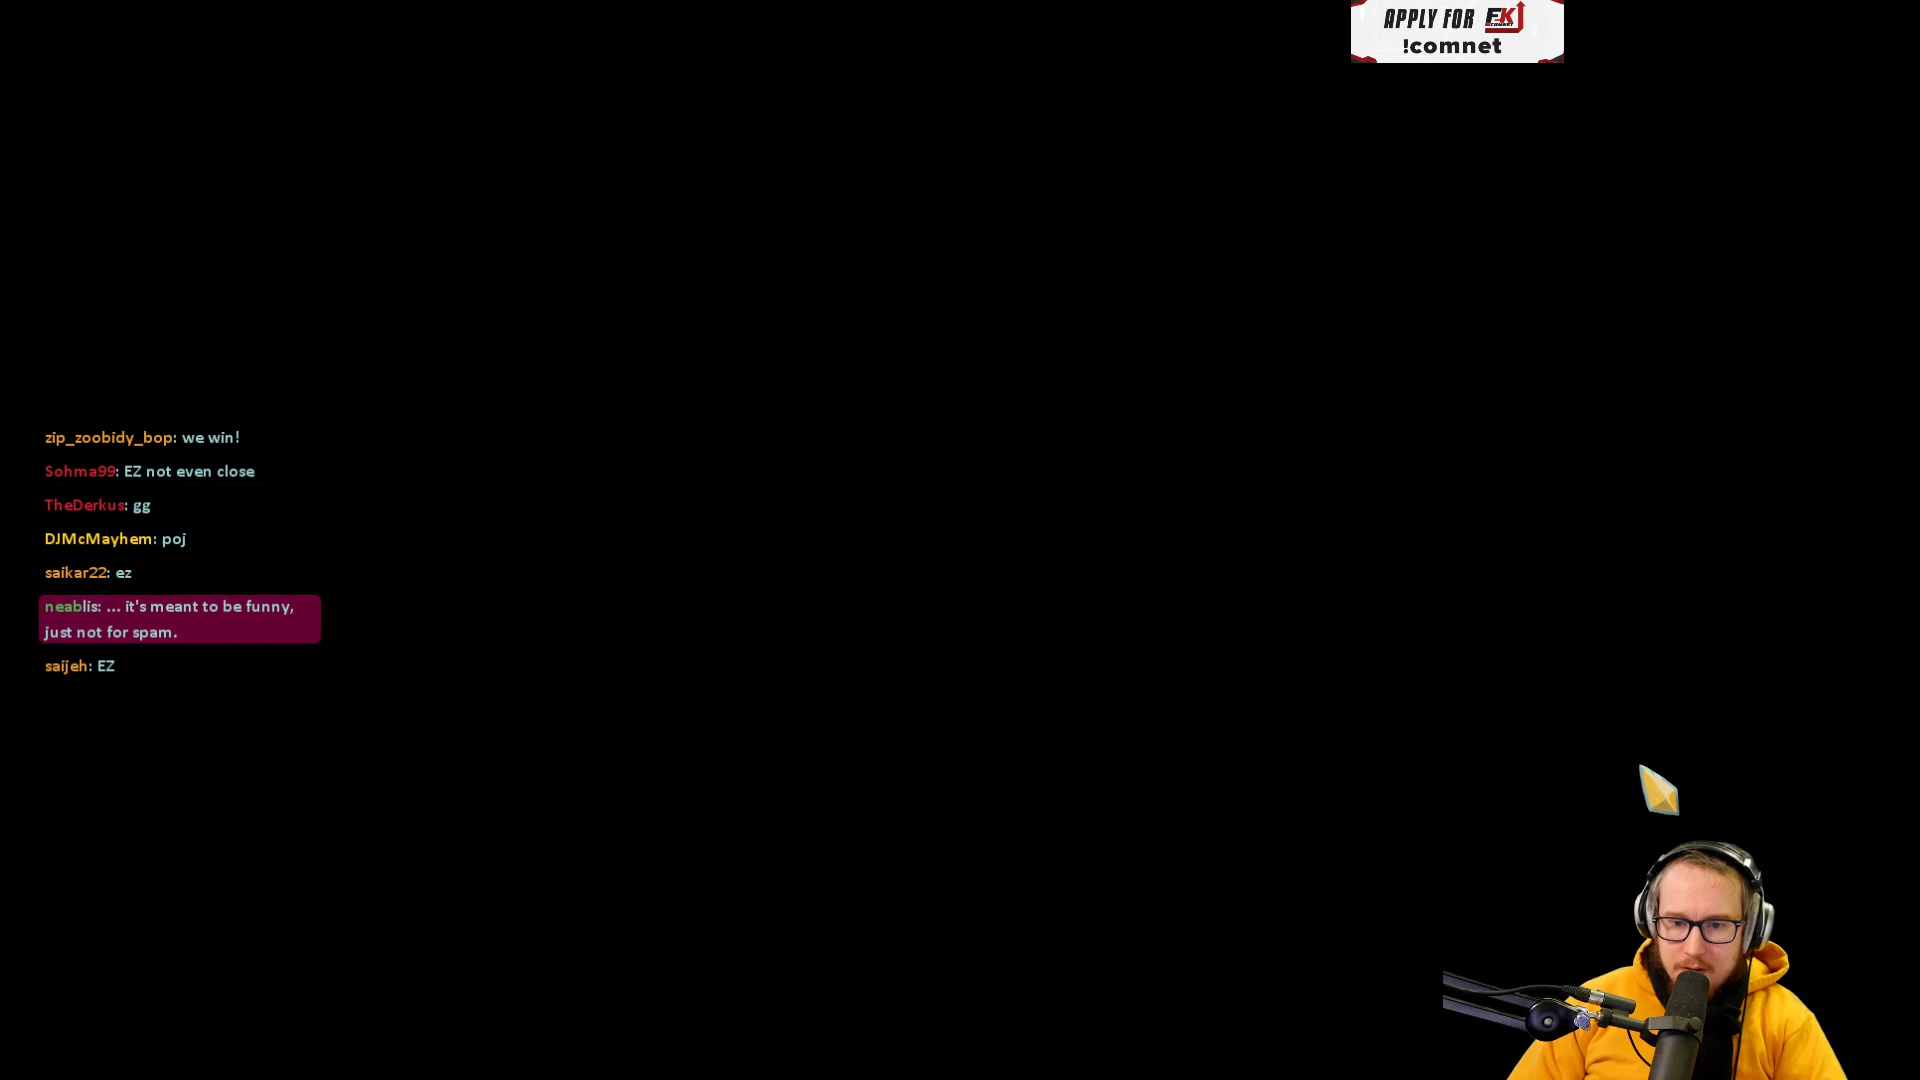 APPLY FOR EK
!comnet
zip_zoobidy_bop: we win!
Sohma99: EZ not even close
TheDerkus: gg
DJMcMayhem: poj
saikar22: ez
neablis: ... it's meant to be funny,
just not for spam.
saijeh: EZ